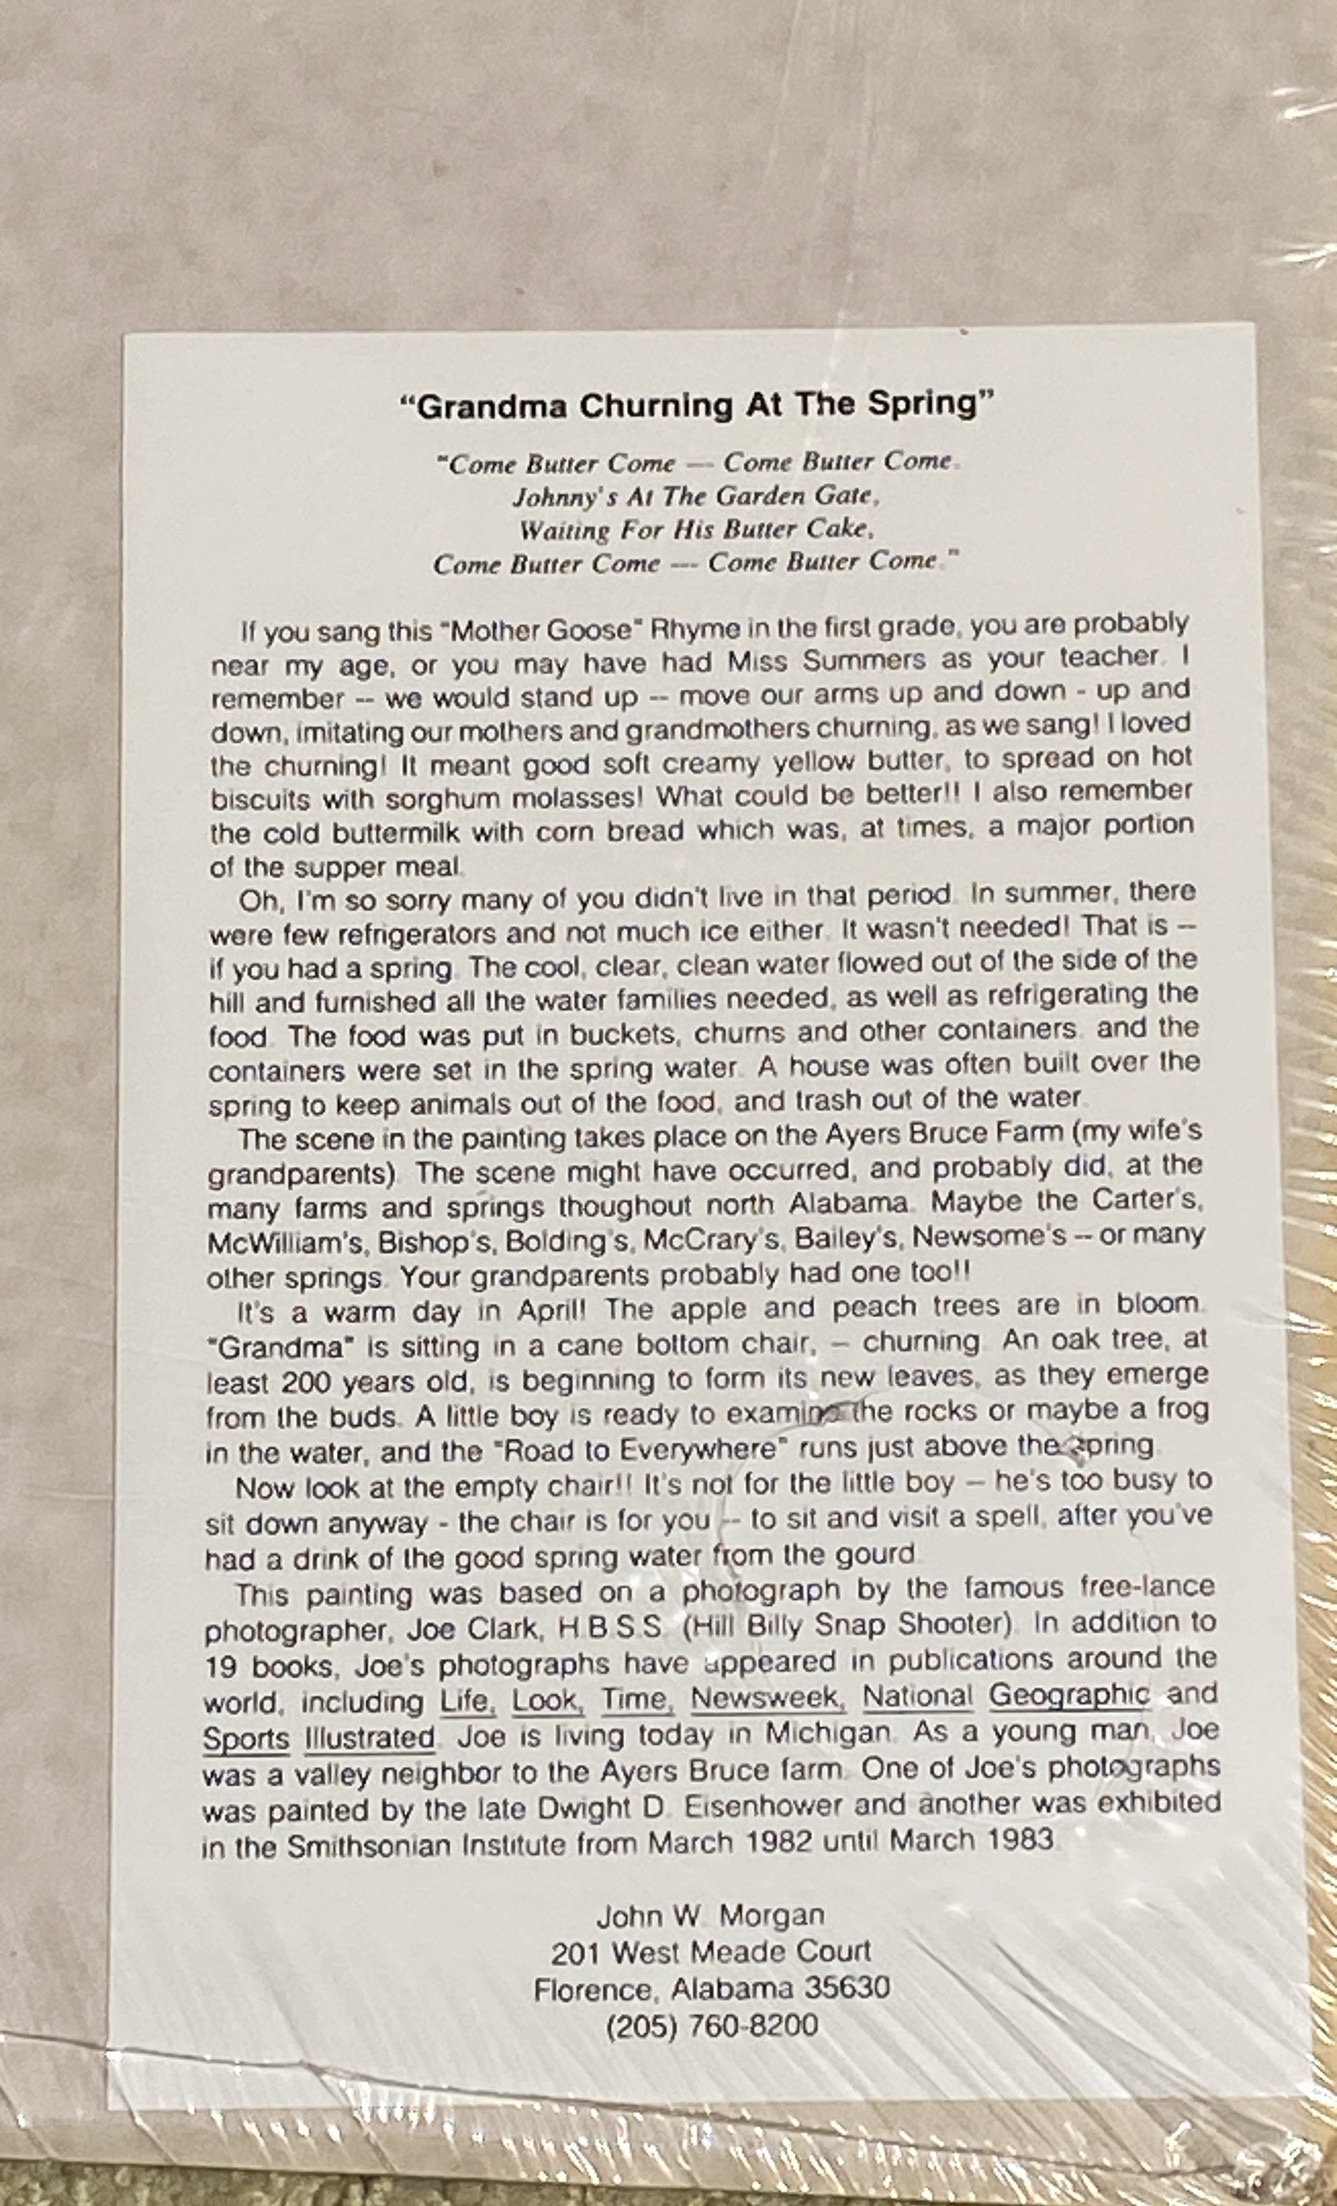 “Grandma Churning At The Spring”
"Come Butter Come — Come Butter Come.
Johnny's At The Garden Gate,
Waiting For His Butter Cake,
Come Butter Come --- Come Butter Come."
If you sang this "Mother Goose" Rhyme in the first grade, you are probably
near my age, or you may have had Miss Summers as your teacher. I
remember -- we would stand up -- move our arms up and down - up and
down, imitating our mothers and grandmothers churning, as we sang! I loved
the churning! It meant good soft creamy yellow butter, to spread on hot
biscuits with sorghum molasses! What could be better!! I also remember
the cold buttermilk with corn bread which was, at times, a major portion
of the supper meal.
Oh, I'm so sorry many of you didn't live in that period. In summer, there
were few refrigerators and not much ice either. It wasn't needed! That is --
if you had a spring. The cool, clear, clean water flowed out of the side of the
hill and furnished all the water families needed, as well as refrigerating the
food. The food was put in buckets, churns and other containers. and the
containers were set in the spring water. A house was often built over the
spring to keep animals out of the food, and trash out of the water.
The scene in the painting takes place on the Ayers Bruce Farm (my wife's
grandparents). The scene might have occurred, and probably did, at the
many farms and springs thoughout north Alabama. Maybe the Carter's,
McWilliam's, Bishop's, Bolding's, McCrary's, Bailey's, Newsome's -- or many
other springs. Your grandparents probably had one too!!
It's a warm day in April! The apple and peach trees are in bloom.
"Grandma" is sitting in a cane bottom chair, -- churning. An oak tree, at
least 200 years old, is beginning to form its new leaves, as they emerge
from the buds. A little boy is ready to examine the rocks or maybe a frog
in the water, and the "Road to Everywhere" runs just above the spring.
Now look at the empty chair!! It's not for the little boy -- he's too busy to
sit down anyway - the chair is for you -- to sit and visit a spell, after you've
had a drink of the good spring water from the gourd.
This painting was based on a photograph by the famous free-lance
photographer, Joe Clark, H.B.S.S. (Hill Billy Snap Shooter). In addition to
19 books, Joe's photographs have appeared in publications around the
world, including Life, Look, Time, Newsweek, National Geographic and
Sports Illustrated. Joe is living today in Michigan. As a young man, Joe
was a valley neighbor to the Ayers Bruce farm. One of Joe's photographs
was painted by the late Dwight D. Eisenhower and another was exhibited
in the Smithsonian Institute from March 1982 until March 1983.
John W. Morgan
201 West Meade Court
Florence, Alabama 35630
(205) 760-8200